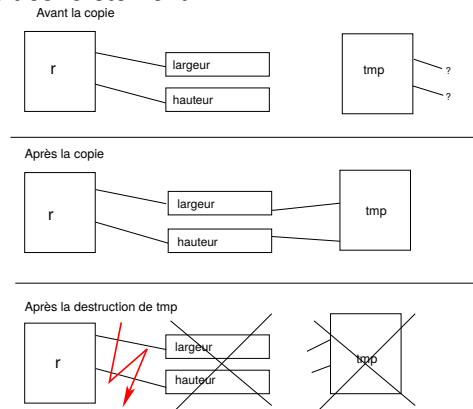 Avant la copie
r
largeur
hauteur
tmp
?
?
Après la copie
r
largeur
hauteur
tmp
Après la destruction de tmp
r
largeur
hauteur
tmp